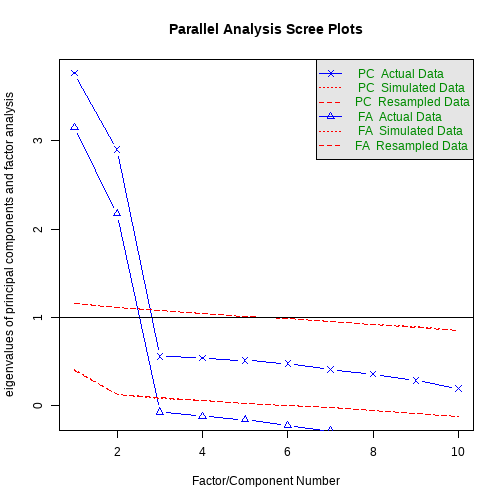 Parallel Analysis Scree Plots
PC  Actual Data
PC  Simulated Data
PC  Resampled Data
FA  Actual Data
FA  Simulated Data
FA  Resampled Data
eigenvalues of principal components and factor analysis
3
2
1
0
2 4 6 8 10
Factor/Component Number